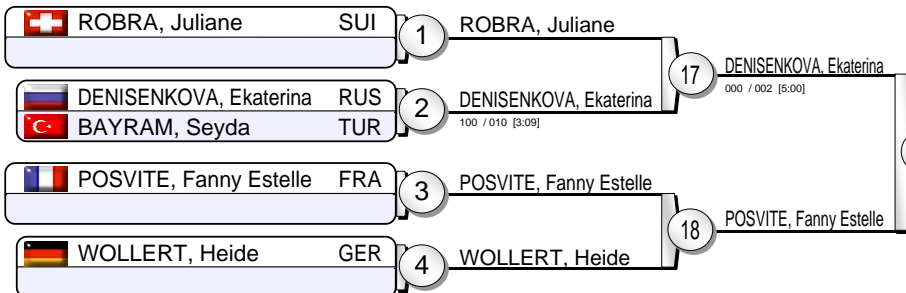 ROBRA, Juliane SUI
1
ROBRA, Juliane
17
DENISENKOVA, Ekaterina
000 / 002 [5:00]
DENISENKOVA, Ekaterina RUS
BAYRAM, Seyda TUR
2
DENISENKOVA, Ekaterina
100 / 010 [3:09]
POSVITE, Fanny Estelle FRA
3
POSVITE, Fanny Estelle
18
POSVITE, Fanny Estelle
WOLLERT, Heide GER
4
WOLLERT, Heide